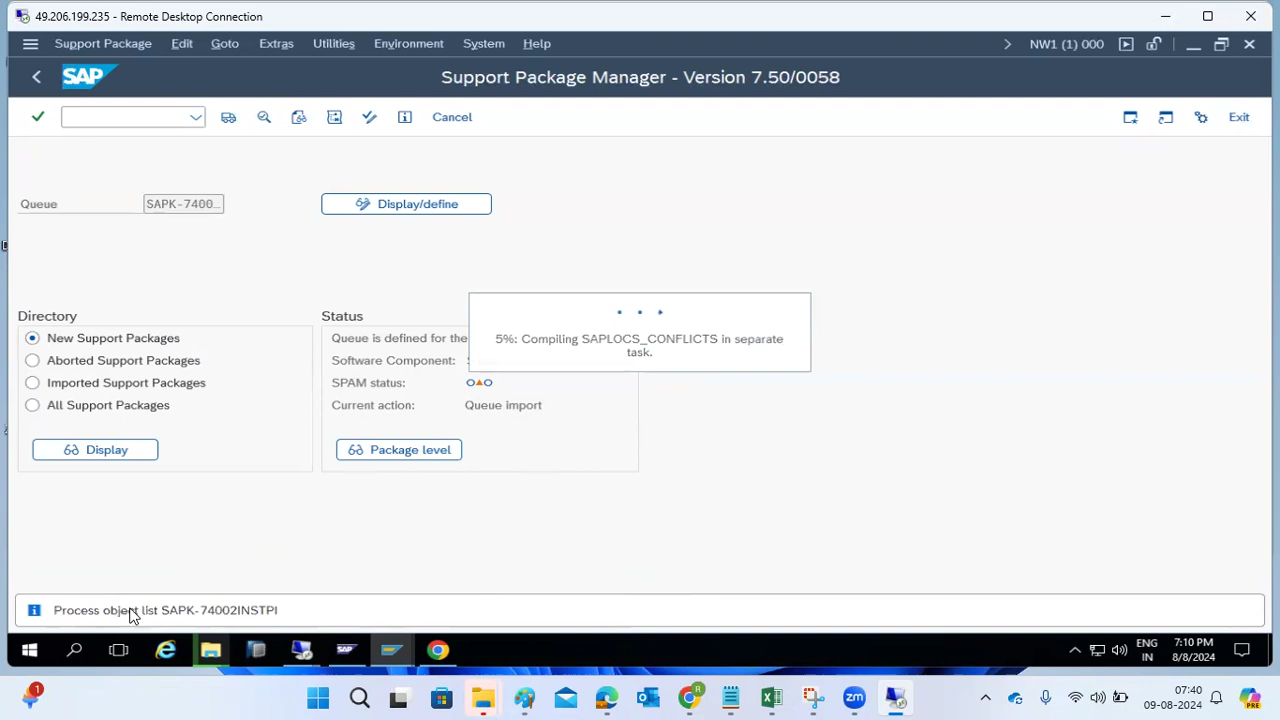 49.206.199.235 - Remote Desktop Connection
Support Package Edit Goto Extras Utilities Environment System Help NW1 (1) 000
SAP Support Package Manager - Version 7.50/0058
Cancel Exit
Queue SAPK-7400... Display/define
Directory
New Support Packages
Aborted Support Packages
Imported Support Packages
All Support Packages
Display
Status
Queue is defined for the
Software Component:
SPAM status:
Current action: Queue import
Package level
5%: Compiling SAPLOCS_CONFLICTS in separate
task.
Process object list SAPK-74002INSTPI
ENG
IN
7:10 PM
8/8/2024
07:40
09-08-2024